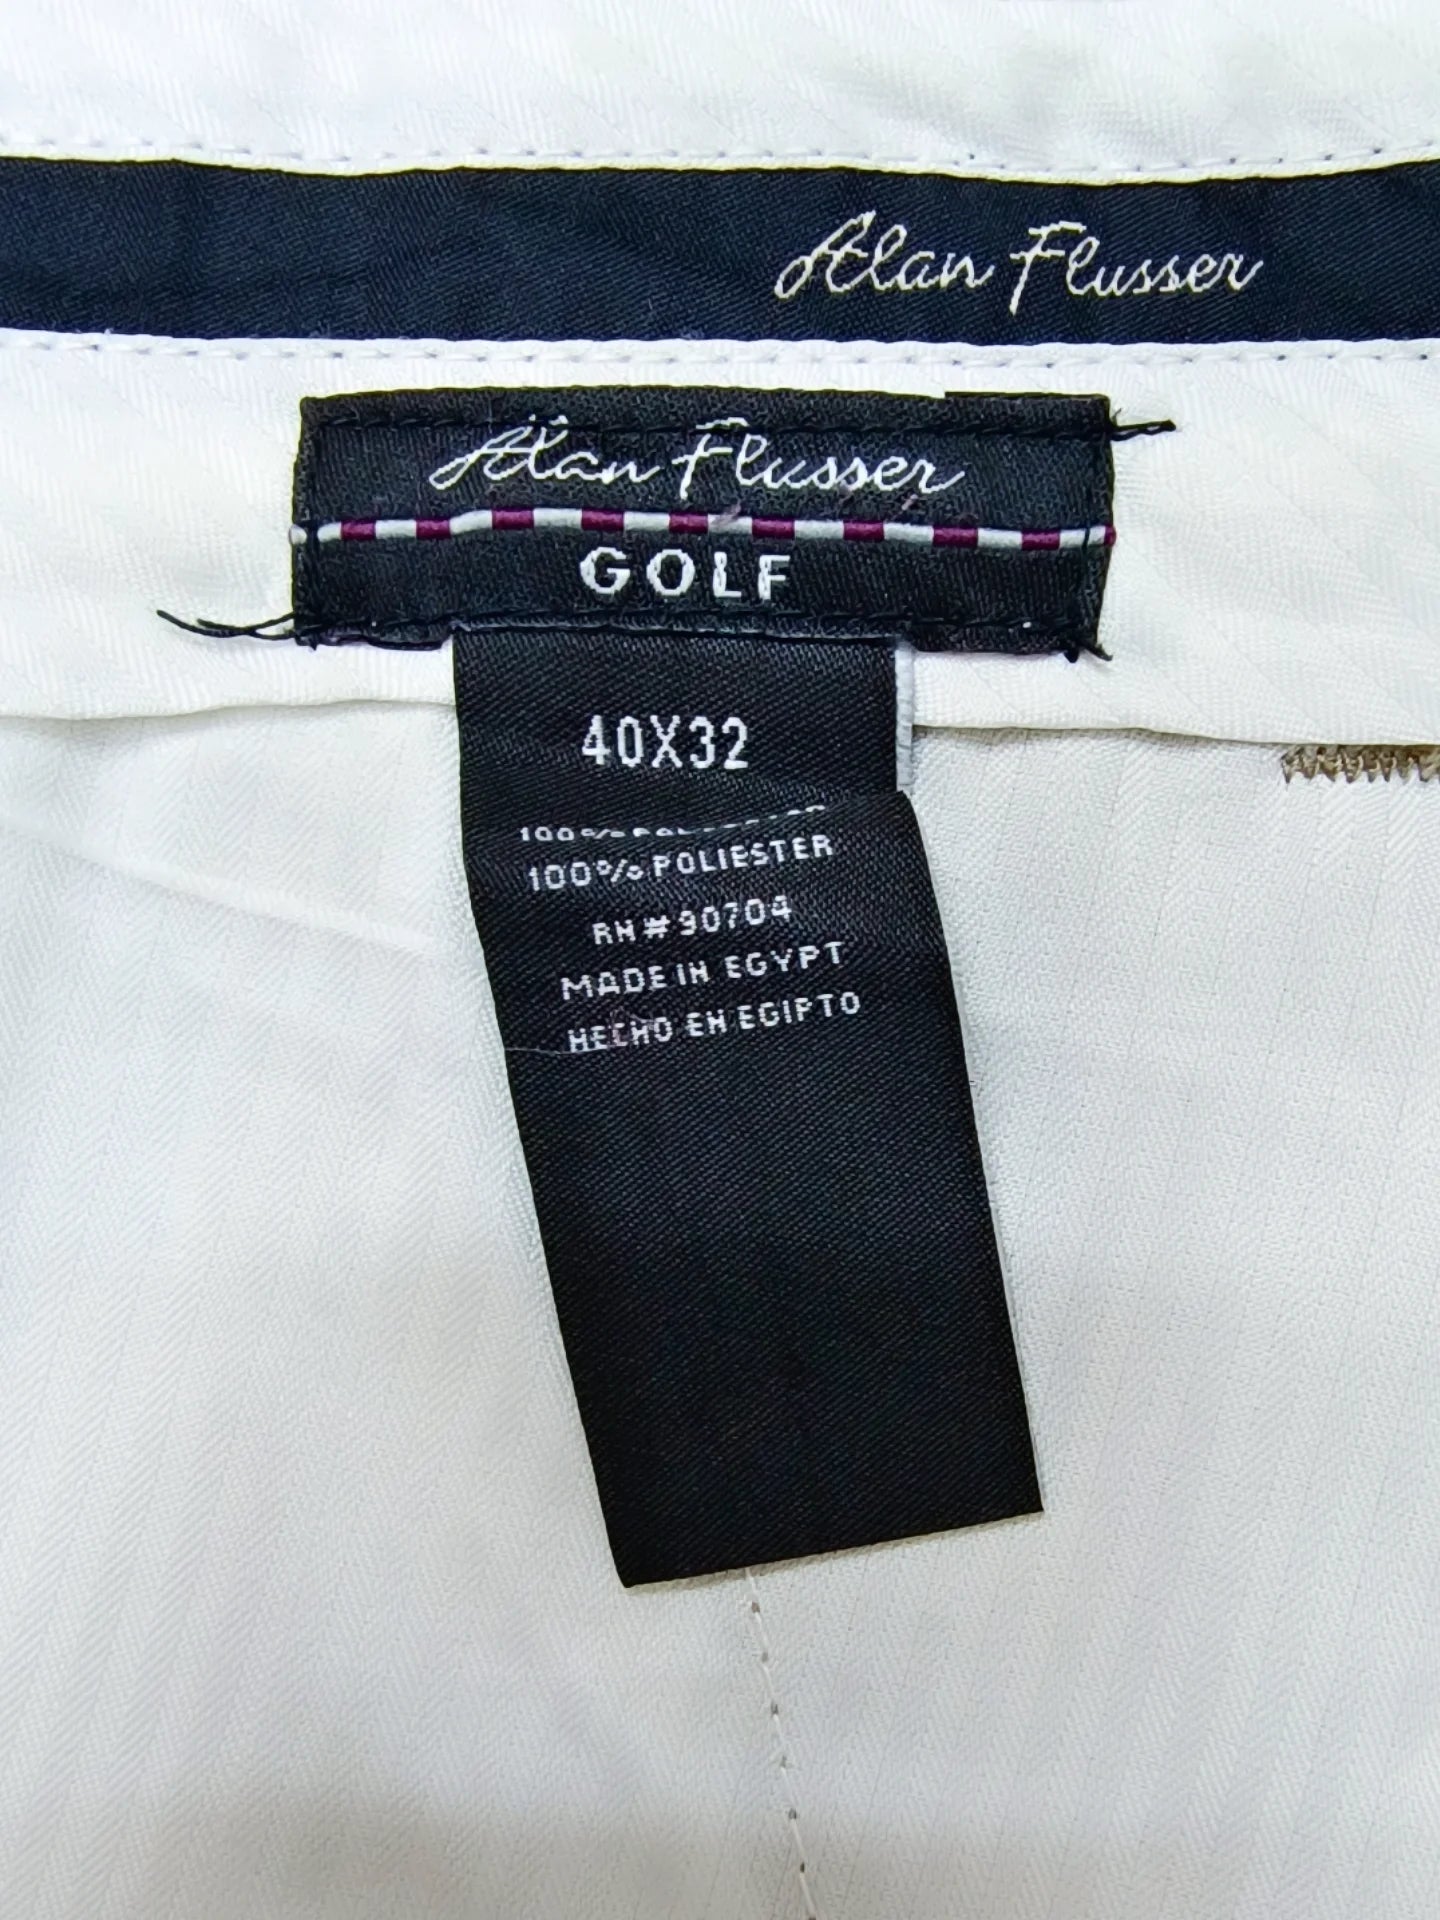 Alan Flusser
Alan Flusser
GOLF
40X32
100% POLIESTER
RN#90704
MADE IN EGYPT
HECHO EN EGIPTO